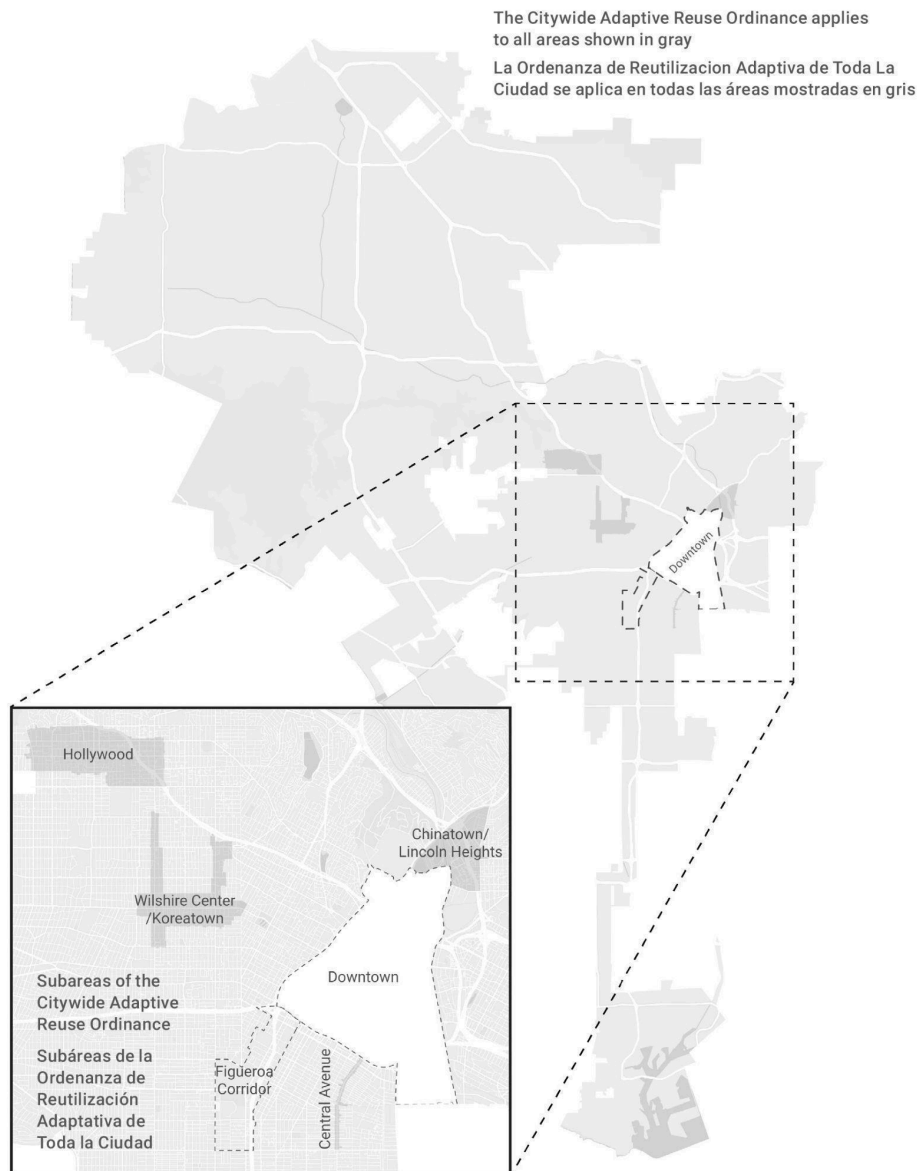 The Citywide Adaptive Reuse Ordinance applies
to all areas shown in gray
La Ordenanza de Reutilizacion Adaptiva de Toda La
Ciudad se aplica en todas las áreas mostradas en gris
Downtown
Hollywood
Chinatown/
Lincoln Heights
Wilshire Center
/Koreatown
Downtown
Subareas of the
Citywide Adaptive
Reuse Ordinance
Subáreas de la
Ordenanza de
Reutilización
Adaptativa de
Toda la Ciudad
Figueroa
Corridor
Central Avenue